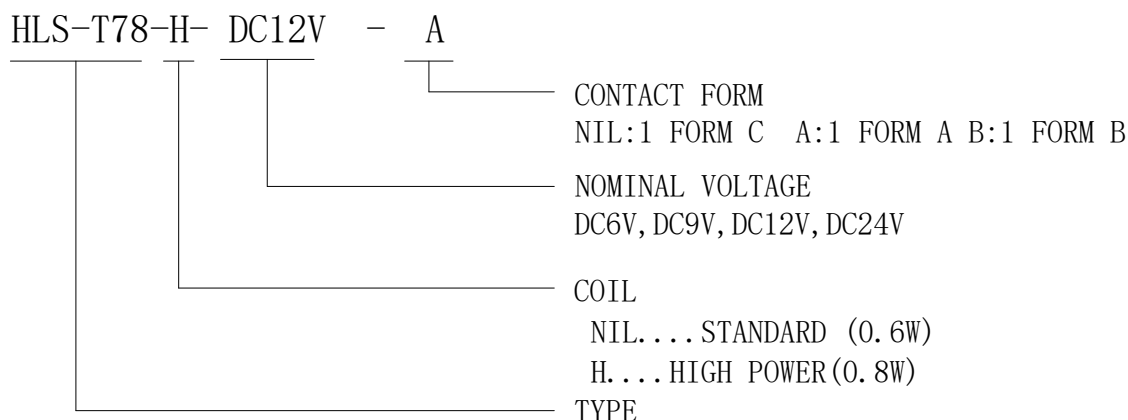 HLS-T78-H- DC12V - A
CONTACT FORM
NIL:1 FORM C A:1 FORM A B:1 FORM B
NOMINAL VOLTAGE
DC6V,DC9V,DC12V,DC24V
COIL
NIL....STANDARD (0.6W)
H....HIGH POWER(0.8W)
TYPE